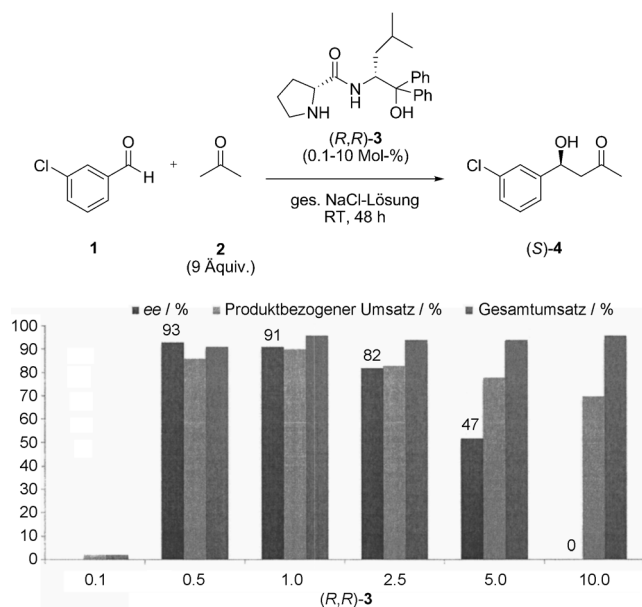 O
N
H
Ph
Ph
OH
NH
(R,R)-3
(0.1-10 Mol-%)
Cl
O
H
+
O
ges. NaCl-Lösung
RT, 48 h
OH
O
Cl
1
2
(9 Äquiv.)
(S)-4
ee / %
Produktbezogener Umsatz / %
Gesamtumsatz / %
100
90
80
70
60
50
40
30
20
10
0
93
91
82
47
0
0.1
0.5
1.0
2.5
5.0
10.0
(R,R)-3